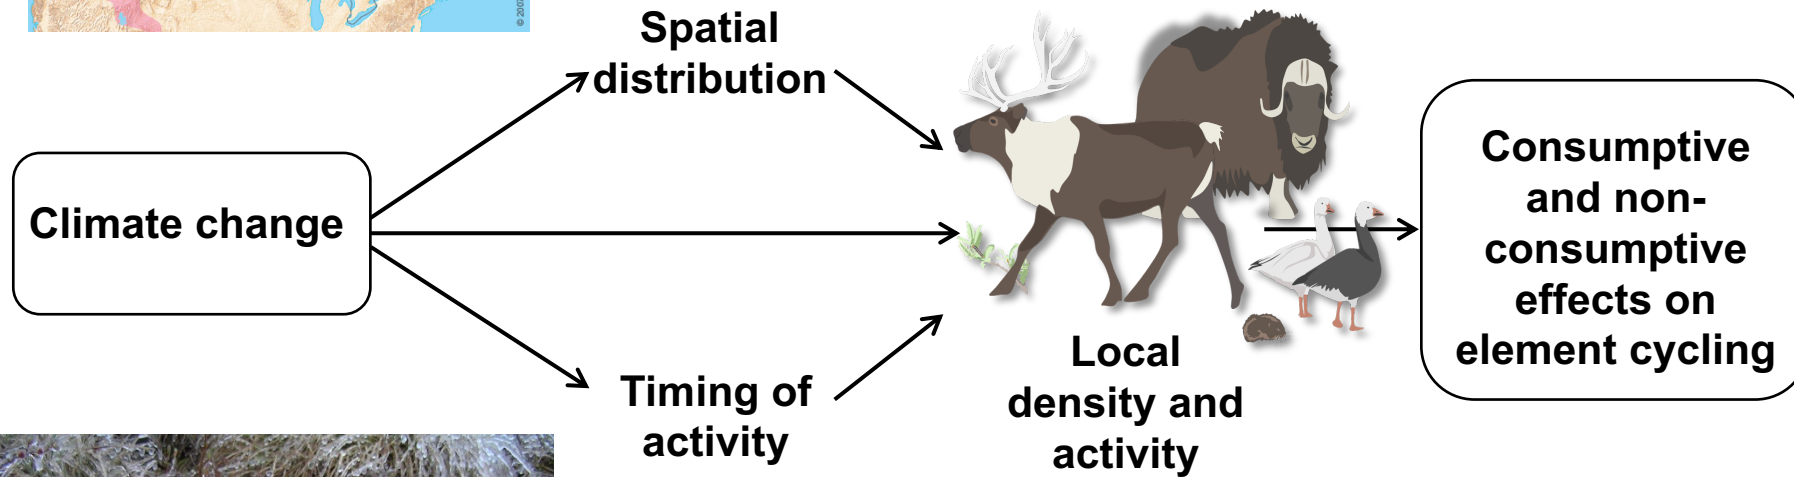 © 200
Spatial
distribution
Climate change
Timing of
activity
Local
density and
activity
Consumptive
and non-
consumptive
effects on
element cycling